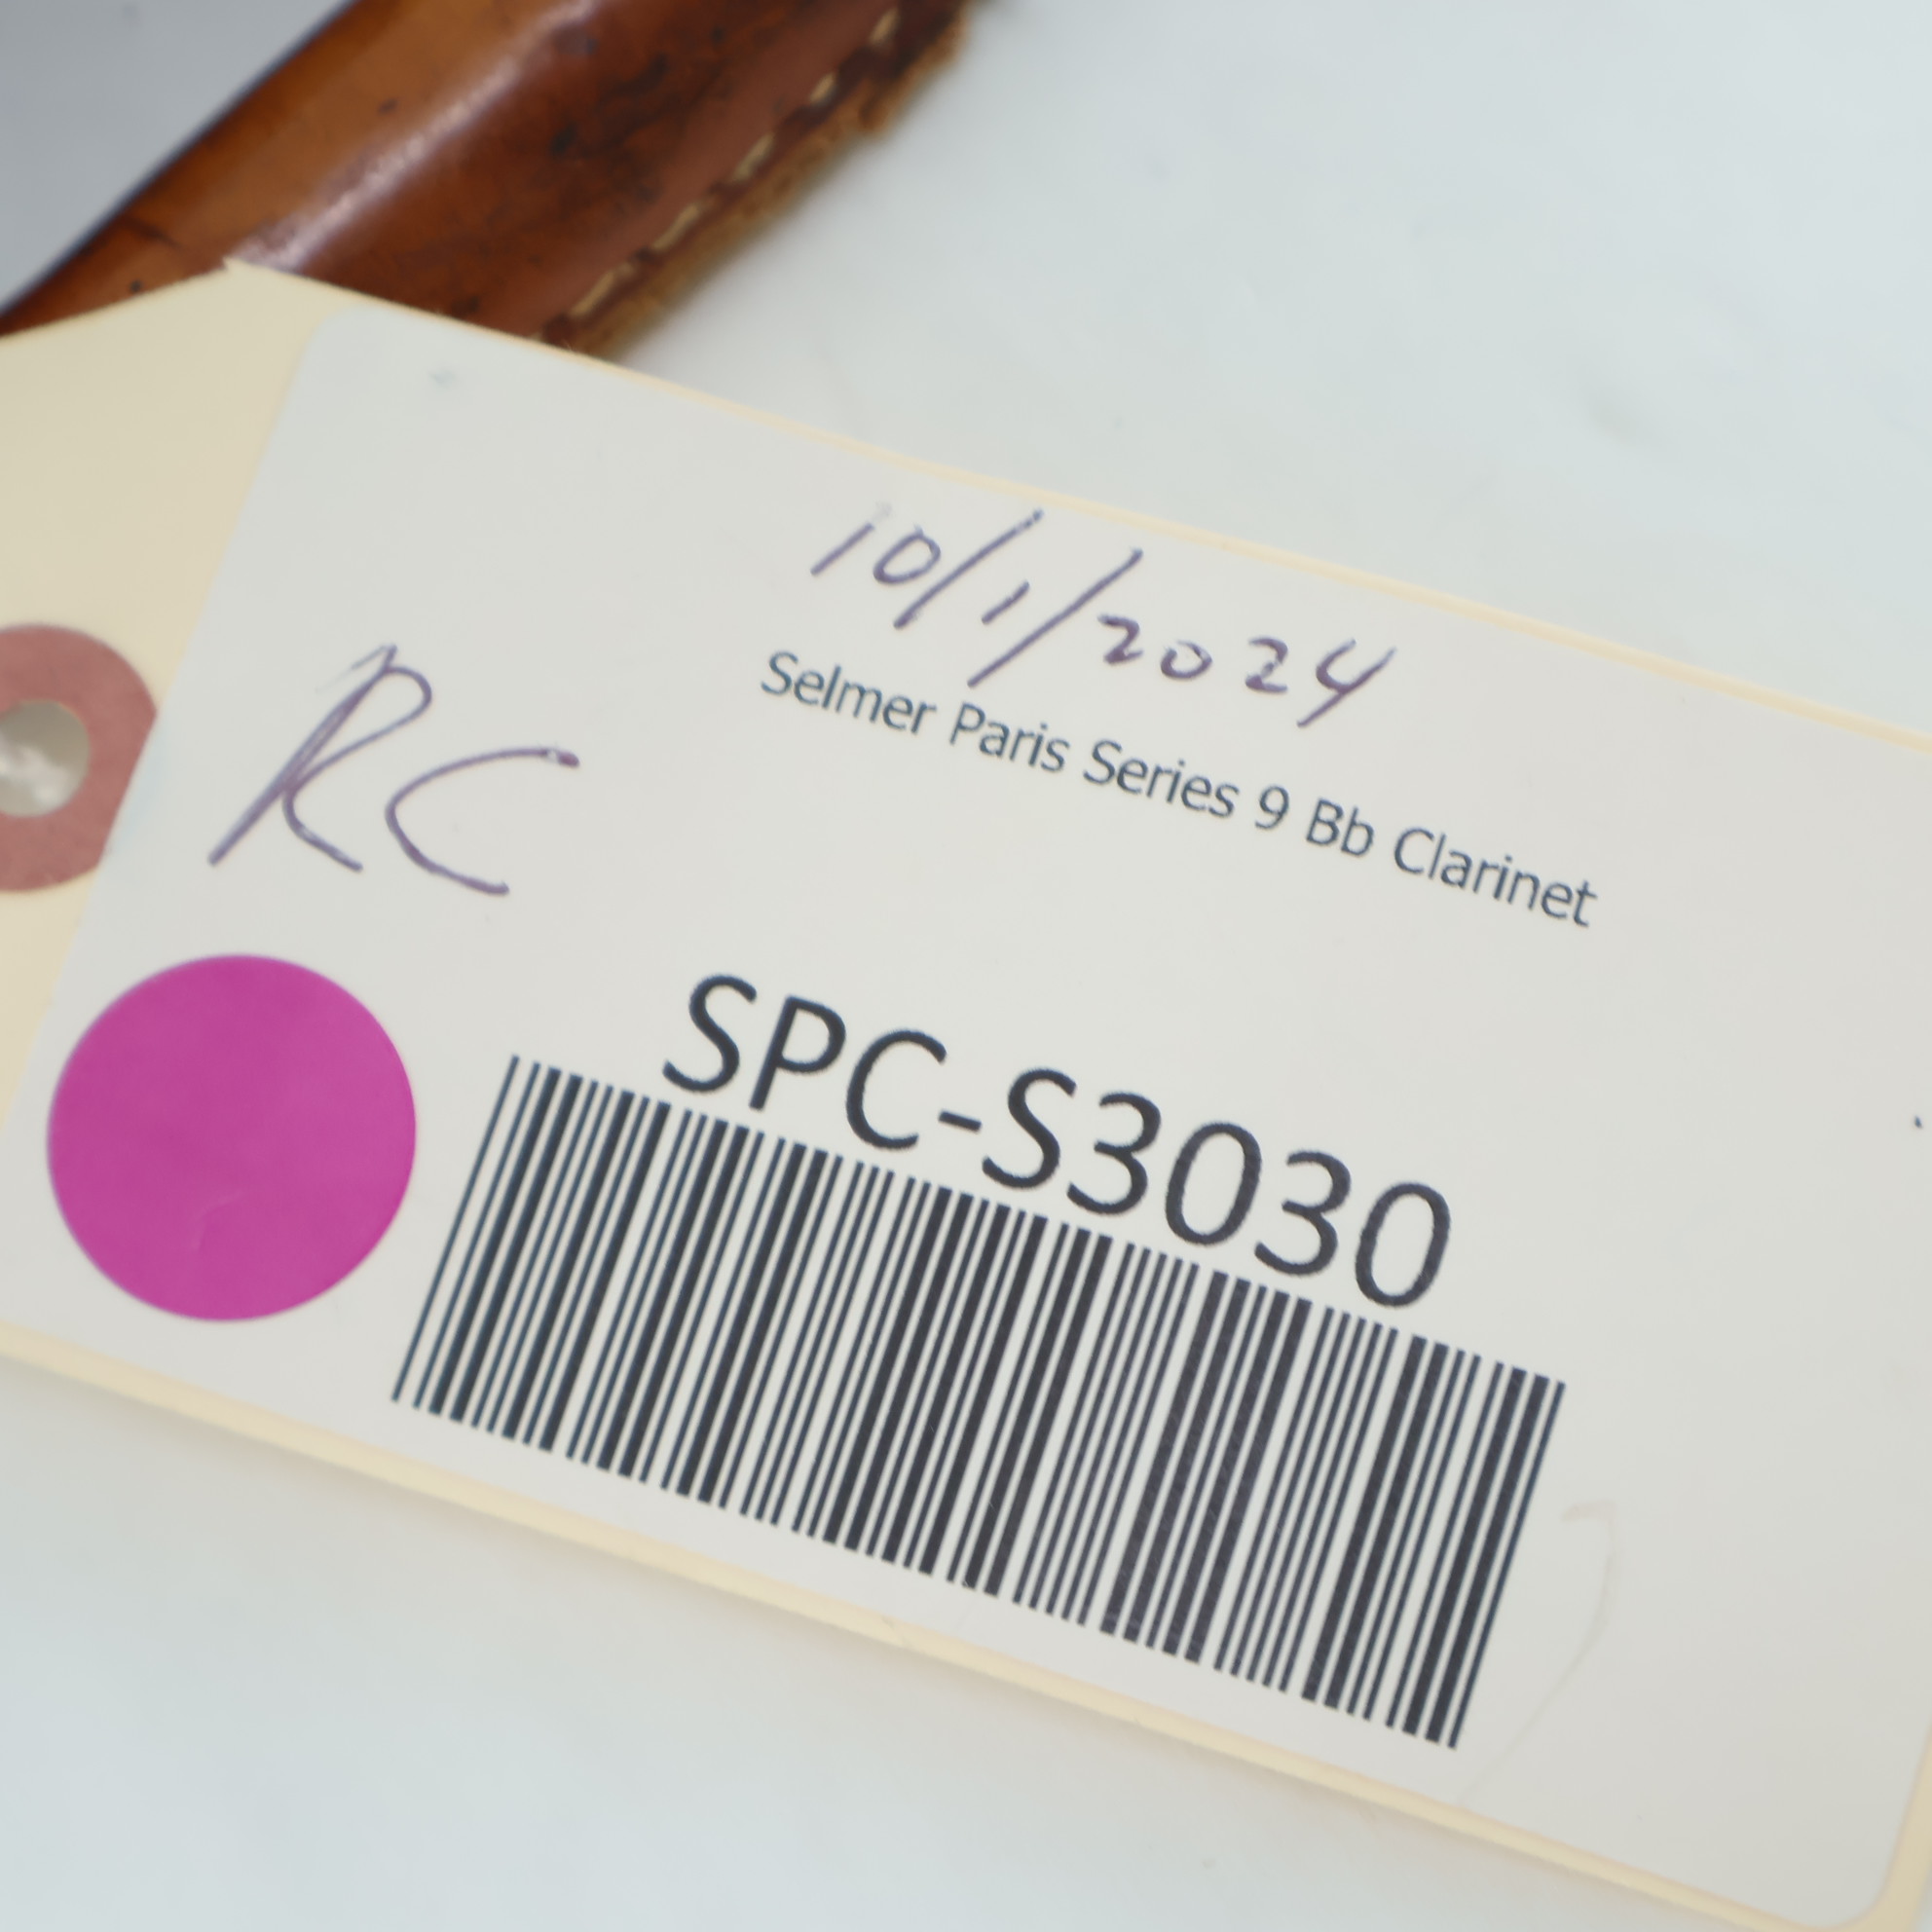 10/1/2024
RC
Selmer Paris Series 9 Bb Clarinet
SPC-S3030